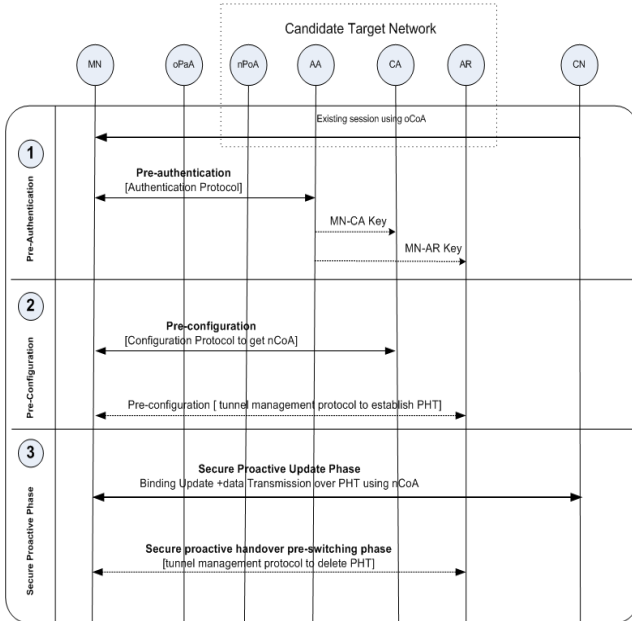 Candidate Target Network
MN
oPaA
nPoA
AA
CA
AR
CN
Existing session using oCoA
1
Pre-Authentication
Pre-authentication
[Authentication Protocol]
MN-CA Key
MN-AR Key
2
Pre-Configuration
Pre-configuration
[Configuration Protocol to get nCoA]
Pre-configuration [ tunnel management protocol to establish PHT]
3
Secure Proactive Phase
Secure Proactive Update Phase
Binding Update +data Transmission over PHT using nCoA
Secure proactive handover pre-switching phase
[tunnel management protocol to delete PHT]